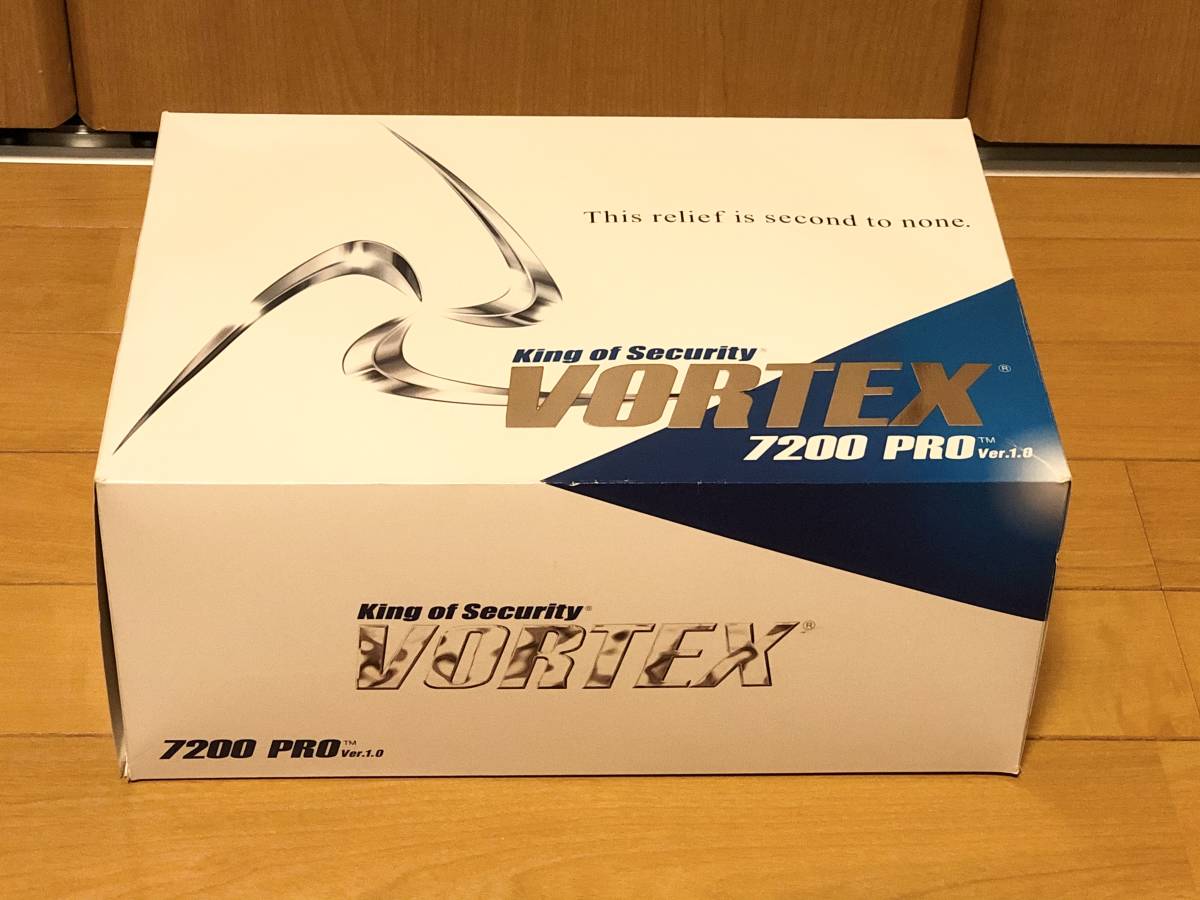 This relief is second to none.
King of Security
VORTEX®
7200 PRO™ Ver.1.0
King of Security®
VORTEX®
7200 PRO™ Ver.1.0